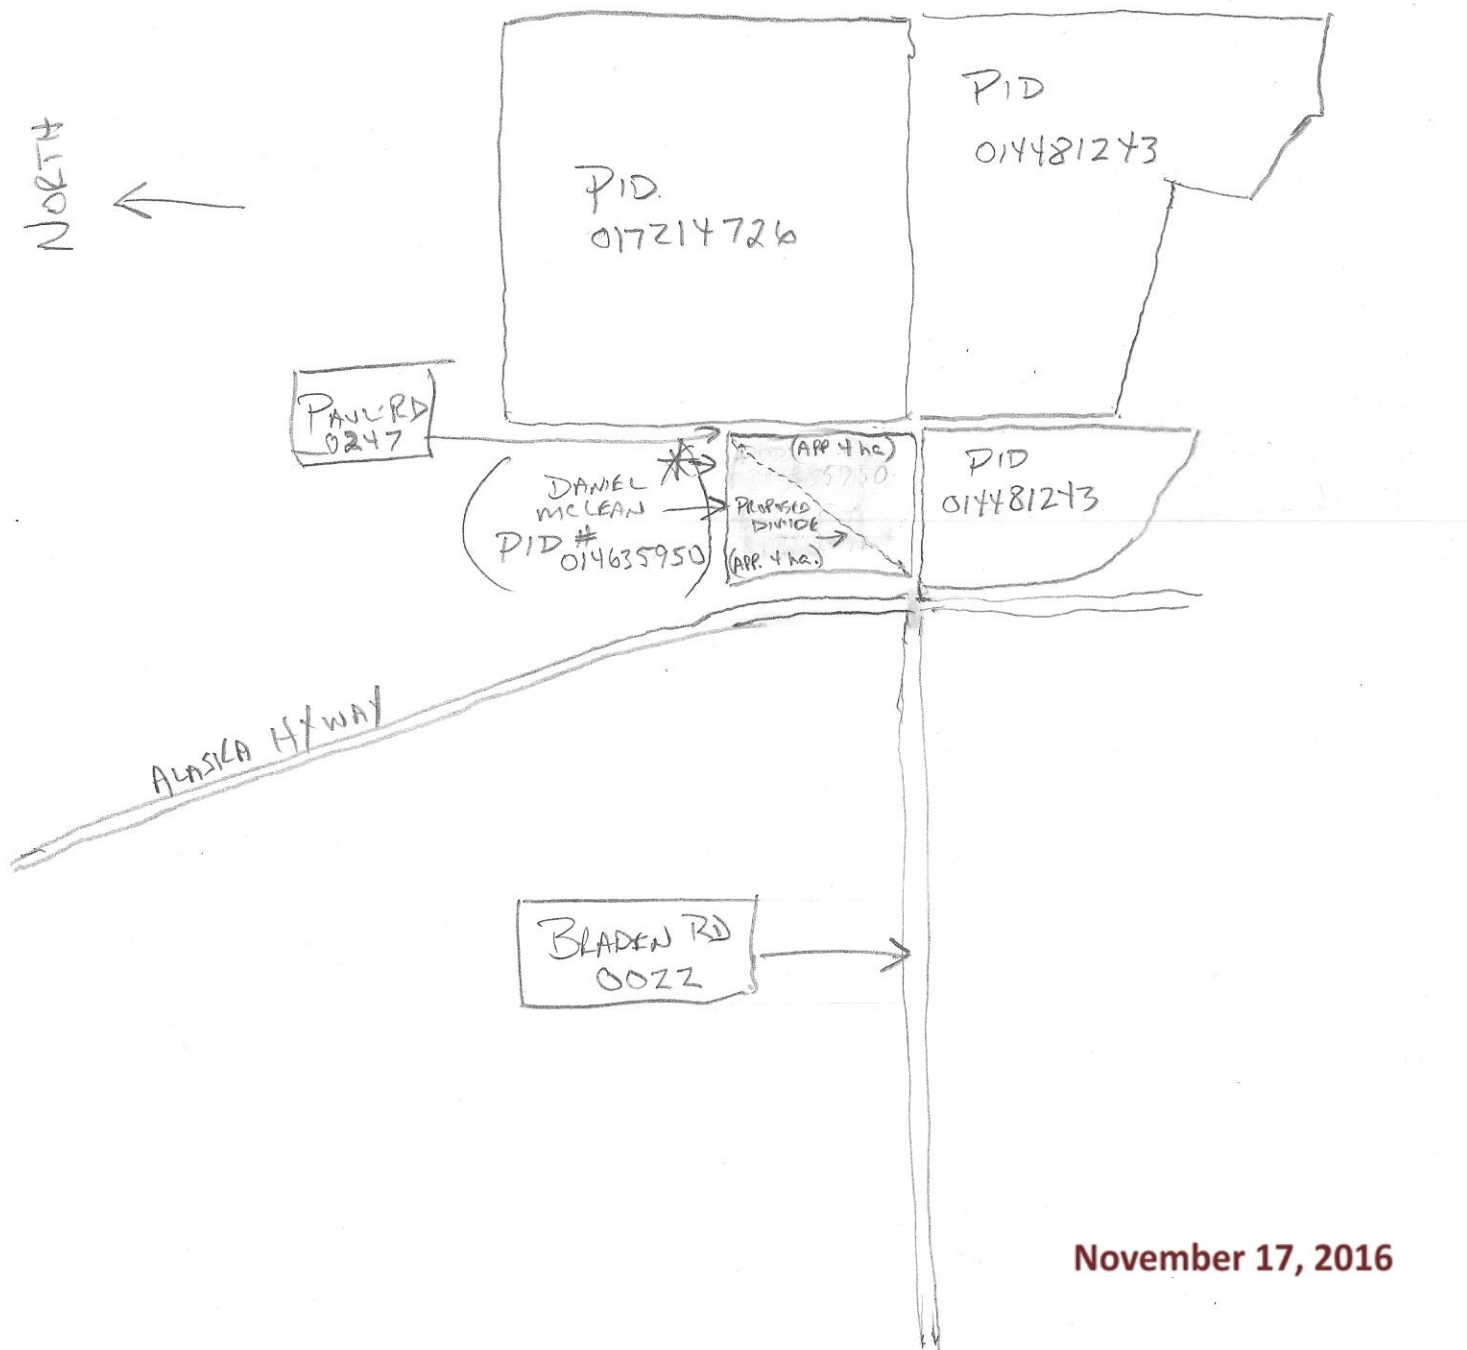 PID
014481243
NORTH
PID.
017214726
PAUL RD
0247
(APP. 4 ha)
DANIEL
MCLEAN
PID #
014635950
PROPOSED
DIVIDE
(APP. 4 ha.)
PID
014481243
ALASKA HYWAY
BRADEN RD
0022
November 17, 2016